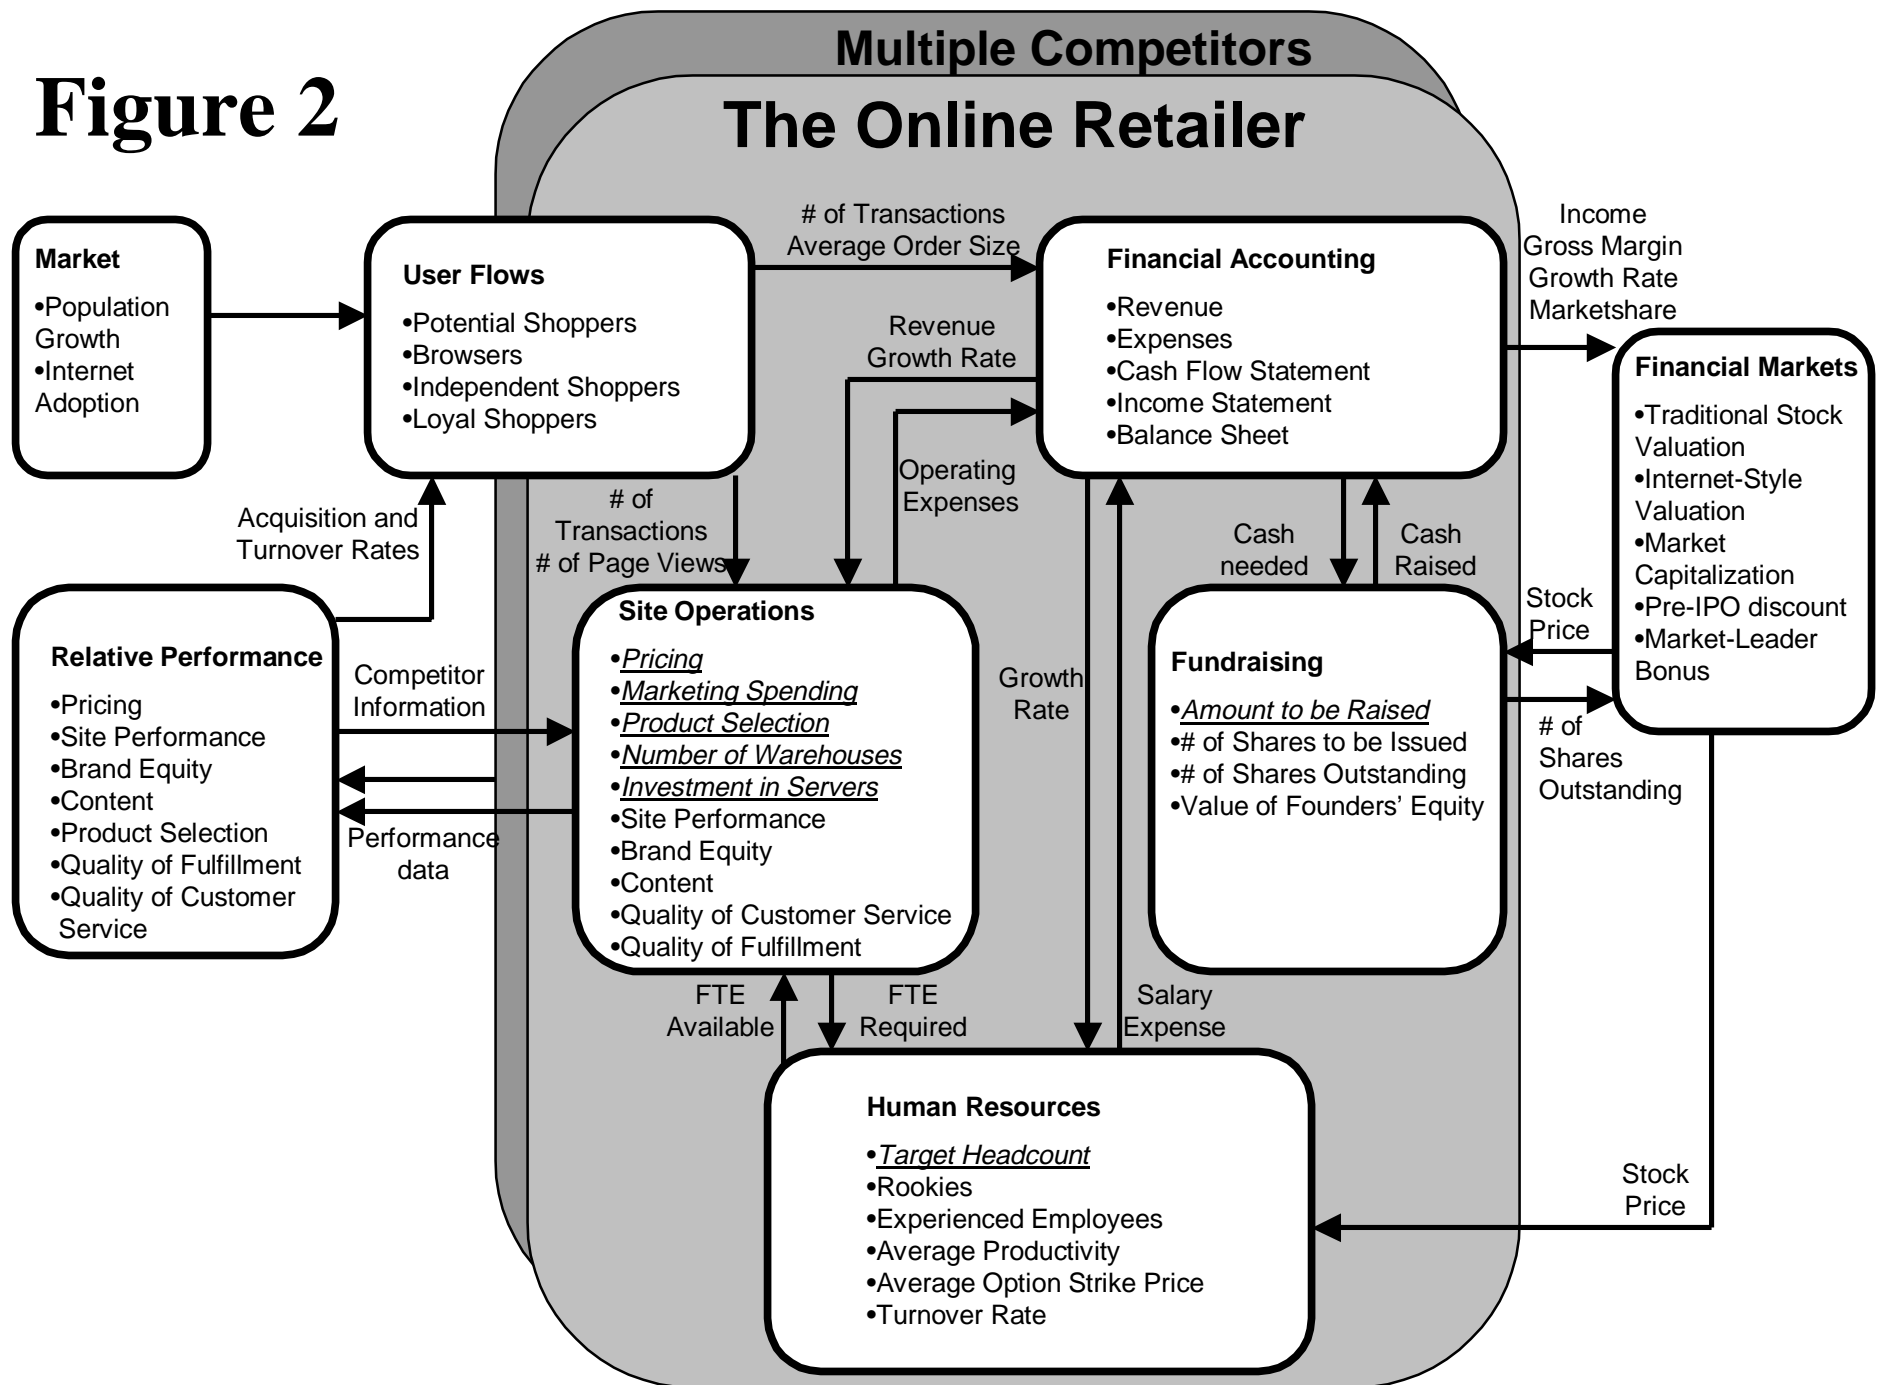 Multiple Competitors
Figure 2
The Online Retailer
Market
•Population
Growth
•Internet
Adoption
User Flows
•Potential Shoppers
•Browsers
•Independent Shoppers
•Loyal Shoppers
# of Transactions
Average Order Size
Revenue
Growth Rate
Financial Accounting
•Revenue
•Expenses
•Cash Flow Statement
•Income Statement
•Balance Sheet
Income
Gross Margin
Growth Rate
Marketshare
Financial Markets
•Traditional Stock
Valuation
•Internet-Style
Valuation
•Market
Capitalization
•Pre-IPO discount
•Market-Leader
Bonus
Acquisition and
Turnover Rates
# of
Transactions
# of Page Views
Operating
Expenses
Cash
needed
Cash
Raised
Stock
Price
Relative Performance
•Pricing
•Site Performance
•Brand Equity
•Content
•Product Selection
•Quality of Fulfillment
•Quality of Customer
Service
Competitor
Information
Performance
data
Site Operations
•Pricing
•Marketing Spending
•Product Selection
•Number of Warehouses
•Investment in Servers
•Site Performance
•Brand Equity
•Content
•Quality of Customer Service
•Quality of Fulfillment
Growth
Rate
Fundraising
•Amount to be Raised
•# of Shares to be Issued
•# of Shares Outstanding
•Value of Founders’ Equity
# of
Shares
Outstanding
FTE
Available
FTE
Required
Salary
Expense
Human Resources
•Target Headcount
•Rookies
•Experienced Employees
•Average Productivity
•Average Option Strike Price
•Turnover Rate
Stock
Price